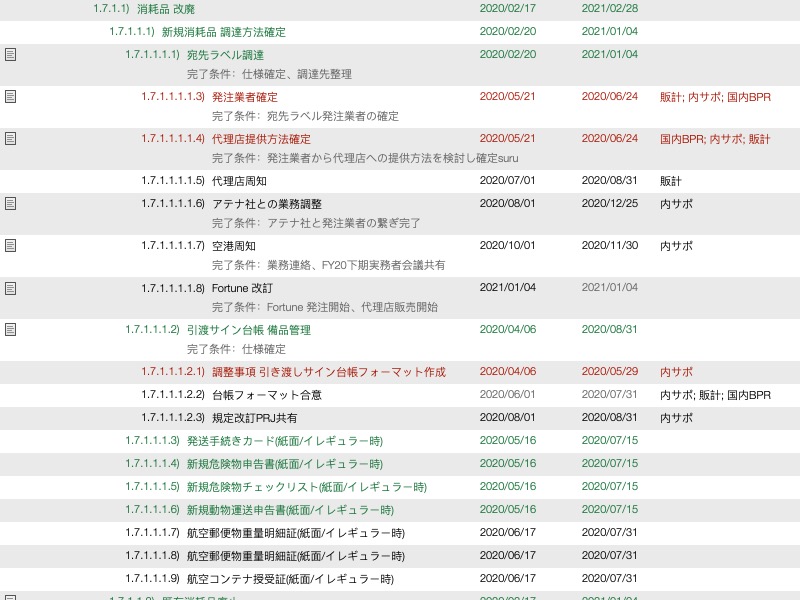 1.7.1.1) 消耗品 改廃 2020/02/17 2021/02/28
1.7.1.1.1) 新規消耗品 調達方法確定 2020/02/20 2021/01/04
1.7.1.1.1.1) 宛先ラベル調達 2020/02/20 2021/01/04
完了条件: 仕様確定、調達先整理
1.7.1.1.1.1.3) 発注業者確定 2020/05/21 2020/06/24 販計; 内サポ; 国内BPR
完了条件: 宛先ラベル発注業者の確定
1.7.1.1.1.1.4) 代理店提供方法確定 2020/05/21 2020/06/24 国内BPR; 内サポ; 販計
完了条件: 発注業者から代理店への提供方法を検討し確定suru
1.7.1.1.1.1.5) 代理店周知 2020/07/01 2020/08/31 販計
1.7.1.1.1.1.6) アテナ社との業務調整 2020/08/01 2020/12/25 内サポ
完了条件: アテナ社と発注業者の繋ぎ完了
1.7.1.1.1.1.7) 空港周知 2020/10/01 2020/11/30 内サポ
完了条件: 業務連絡、FY20下期実務者会議共有
1.7.1.1.1.1.8) Fortune 改訂 2021/01/04 2021/01/04
完了条件: Fortune 発注開始、代理店販売開始
1.7.1.1.1.2) 引渡サイン台帳 備品管理 2020/04/06 2020/08/31
完了条件: 仕様確定
1.7.1.1.1.2.1) 調整事項 引き渡しサイン台帳フォーマット作成 2020/04/06 2020/05/29 内サポ
1.7.1.1.1.2.2) 台帳フォーマット合意 2020/06/01 2020/07/31 内サポ; 販計; 国内BPR
1.7.1.1.1.2.3) 規定改訂PRJ共有 2020/08/01 2020/08/31 内サポ
1.7.1.1.1.3) 発送手続きカード(紙面/イレギュラー時) 2020/05/16 2020/07/15
1.7.1.1.1.4) 新規危険物申告書(紙面/イレギュラー時) 2020/05/16 2020/07/15
1.7.1.1.1.5) 新規危険物チェックリスト(紙面/イレギュラー時) 2020/05/16 2020/07/15
1.7.1.1.1.6) 新規動物運送申告書(紙面/イレギュラー時) 2020/05/16 2020/07/15
1.7.1.1.1.7) 航空郵便物重量明細証(紙面/イレギュラー時) 2020/06/17 2020/07/31
1.7.1.1.1.8) 航空郵便物重量明細証(紙面/イレギュラー時) 2020/06/17 2020/07/31
1.7.1.1.1.9) 航空コンテナ授受証(紙面/イレギュラー時) 2020/06/17 2020/07/31